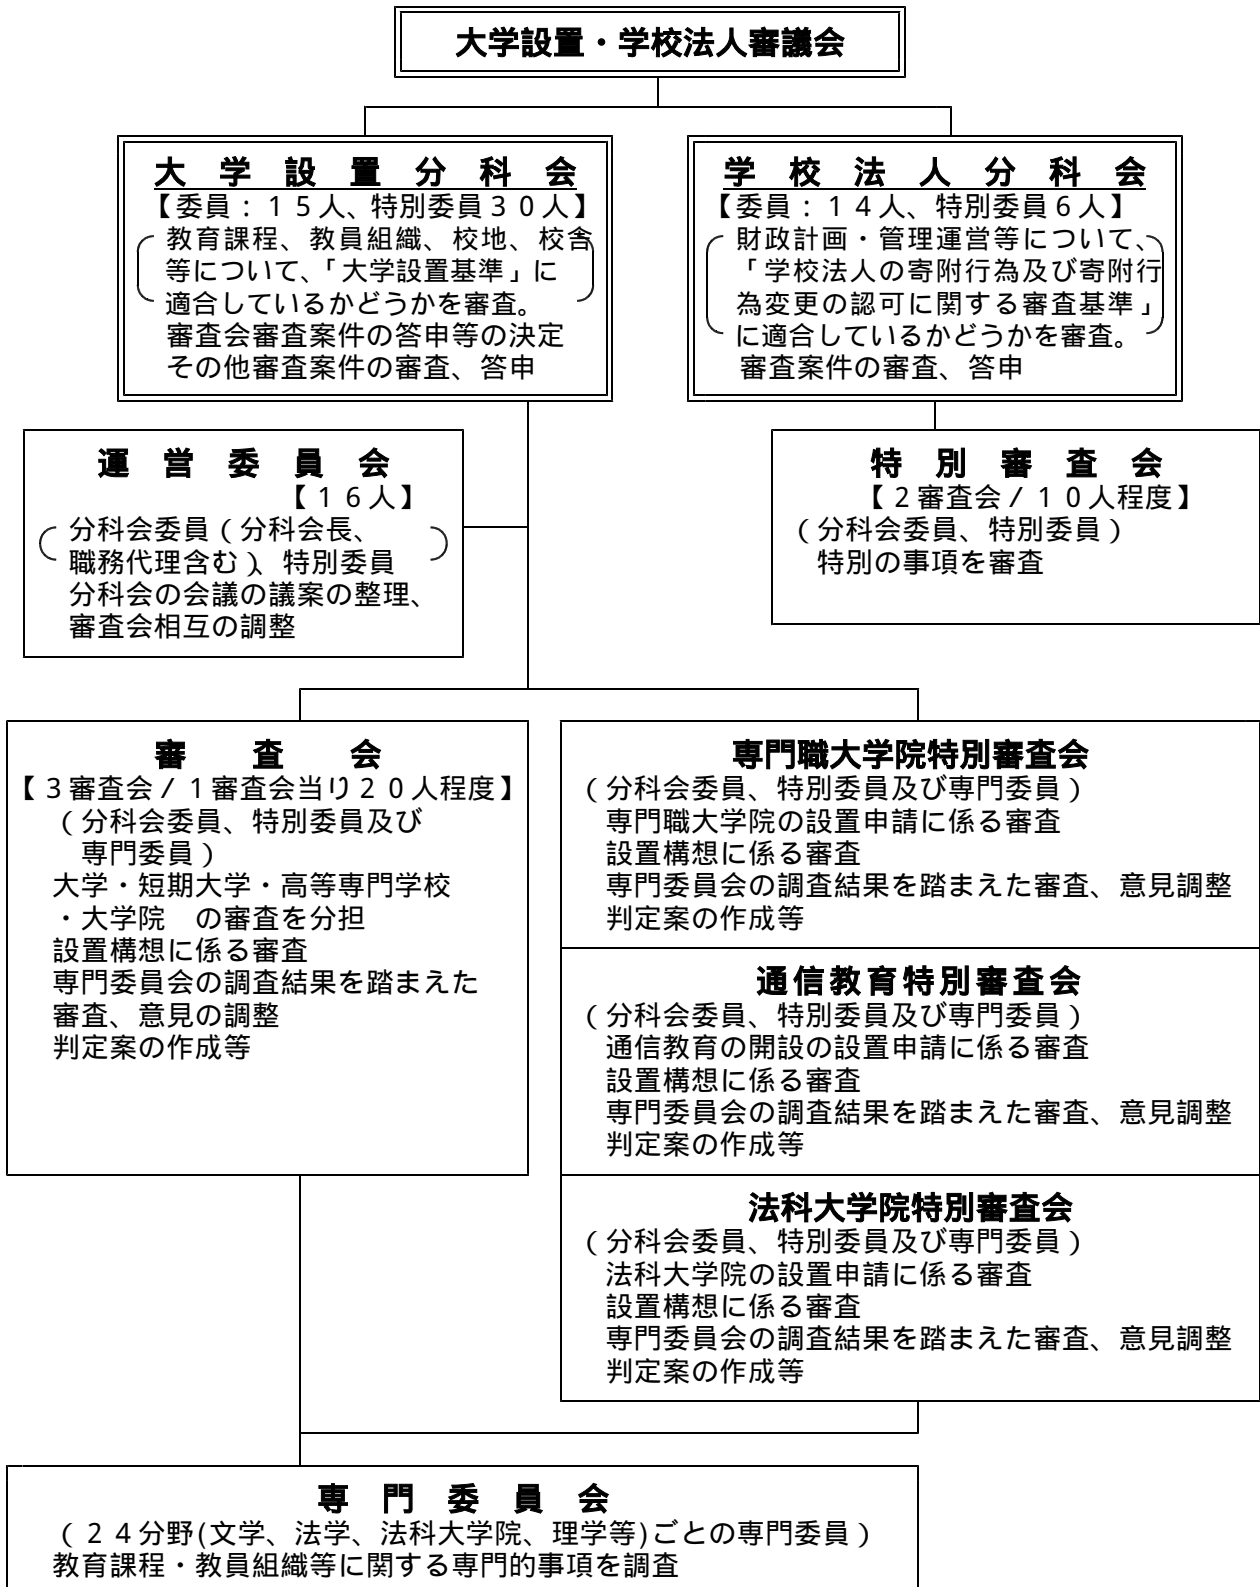 大学設置・学校法人審議会
大学設置分科会
【委員：１５人、特別委員３０人】
教育課程、教員組織、校地、校舎
等について、「大学設置基準」に
適合しているかどうかを審査。
審査会審査案件の答申等の決定
その他審査案件の審査、答申
学校法人分科会
【委員：１４人、特別委員６人】
財政計画・管理運営等について、
「学校法人の寄附行為及び寄附行
為変更の認可に関する審査基準」
に適合しているかどうかを審査。
審査案件の審査、答申
運営委員会
【１６人】
分科会委員（分科会長、
職務代理含む）、特別委員
分科会の会議の議案の整理、
審査会相互の調整
特別審査会
【２審査会／１０人程度】
（分科会委員、特別委員）
特別の事項を審査
審査会
【３審査会／１審査会当り２０人程度】
（分科会委員、特別委員及び
専門委員）
大学・短期大学・高等専門学校
・大学院　の審査を分担
設置構想に係る審査
専門委員会の調査結果を踏まえた
審査、意見の調整
判定案の作成等
専門職大学院特別審査会
（分科会委員、特別委員及び専門委員）
専門職大学院の設置申請に係る審査
設置構想に係る審査
専門委員会の調査結果を踏まえた審査、意見調整
判定案の作成等
通信教育特別審査会
（分科会委員、特別委員及び専門委員）
通信教育の開設の設置申請に係る審査
設置構想に係る審査
専門委員会の調査結果を踏まえた審査、意見調整
判定案の作成等
法科大学院特別審査会
（分科会委員、特別委員及び専門委員）
法科大学院の設置申請に係る審査
設置構想に係る審査
専門委員会の調査結果を踏まえた審査、意見調整
判定案の作成等
専門委員会
（２４分野(文学、法学、法科大学院、理学等)ごとの専門委員）
教育課程・教員組織等に関する専門的事項を調査